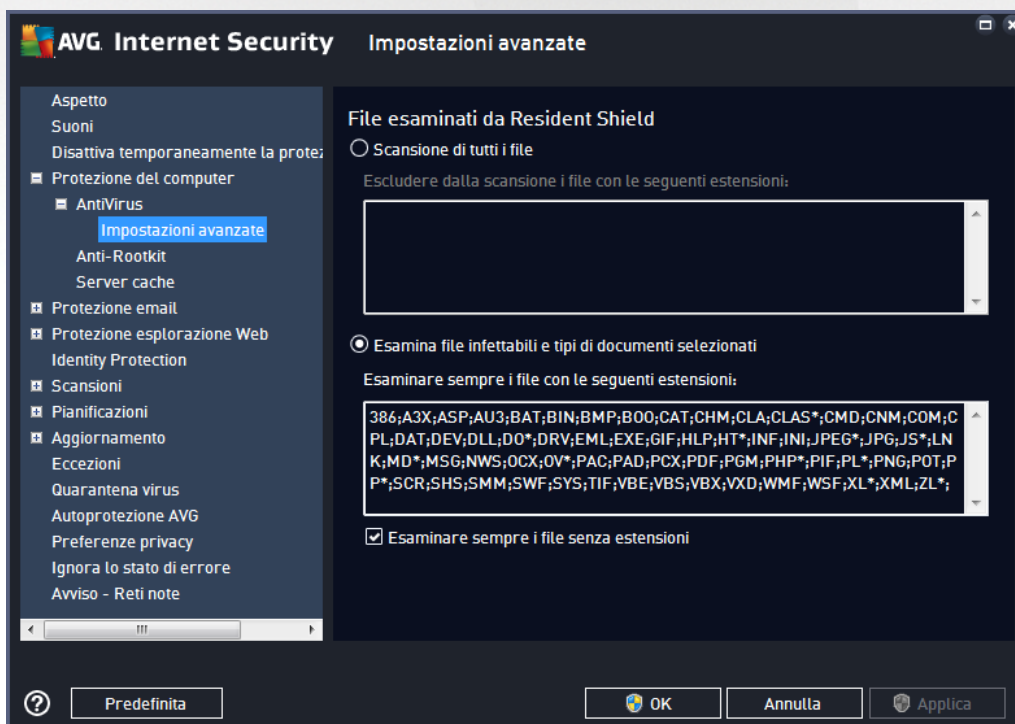 AVG. Internet Security
Impostazioni avanzate
Aspetto
Suoni
Disattiva temporaneamente la protez
Protezione del computer
AntiVirus
Impostazioni avanzate
Anti-Rootkit
Server cache
Protezione email
Protezione esplorazione Web
Identity Protection
Scansioni
Pianificazioni
Aggiornamento
Eccezioni
Quarantena virus
Autoprotezione AVG
Preferenze privacy
Ignora lo stato di errore
Avviso - Reti note
File esaminati da Resident Shield
Scansione di tutti i file
Escludere dalla scansione i file con le seguenti estensioni:
Esamina file infettabili e tipi di documenti selezionati
Esaminare sempre i file con le seguenti estensioni:
386;A3X;ASP;AU3;BAT;BIN;BMP;BOO;CAT;CHM;CLA;CLAS*;CMD;CNM;COM;C
PL;DAT;DEV;DLL;DO*;DRV;EML;EXE;GIF;HLP;HT*;INF;INI;JPEG*;JPG;JS*;LN
K;MD*;MSG;NWS;OCX;OV*;PAC;PAD;PCX;PDF;PGM;PHP*;PIF;PL*;PNG;POT;P
P*;SCR;SHS;SMM;SWF;SYS;TIF;VBE;VBS;VBX;VXD;WMF;WSF;XL*;XML;ZL*;
Esaminare sempre i file senza estensioni
Predefinita
OK
Annulla
Applica